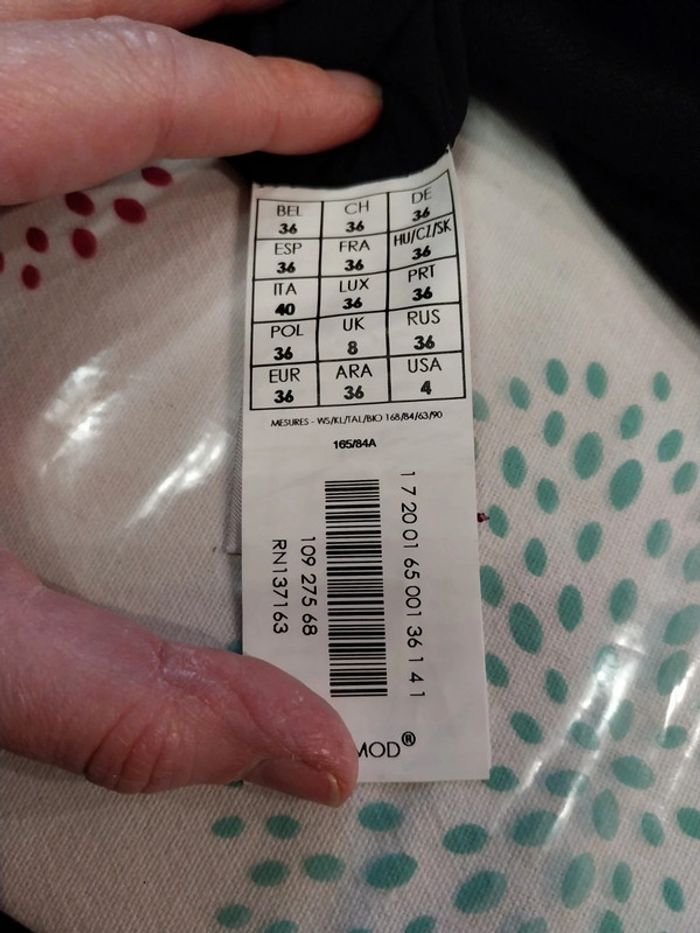 BEL CH DE
36 36 36
ESP FRA HU/CZ/SK
36 36 36
ITA LUX PRT
40 36 36
POL UK RUS
36 8 36
EUR ARA USA
36 36 4
MESURES - WS/KL/TAL/BIO 168/84/63/90
165/84A
1 7 20 01 65 001 36 1 4 1
109 275 68
RN137163
MOD®